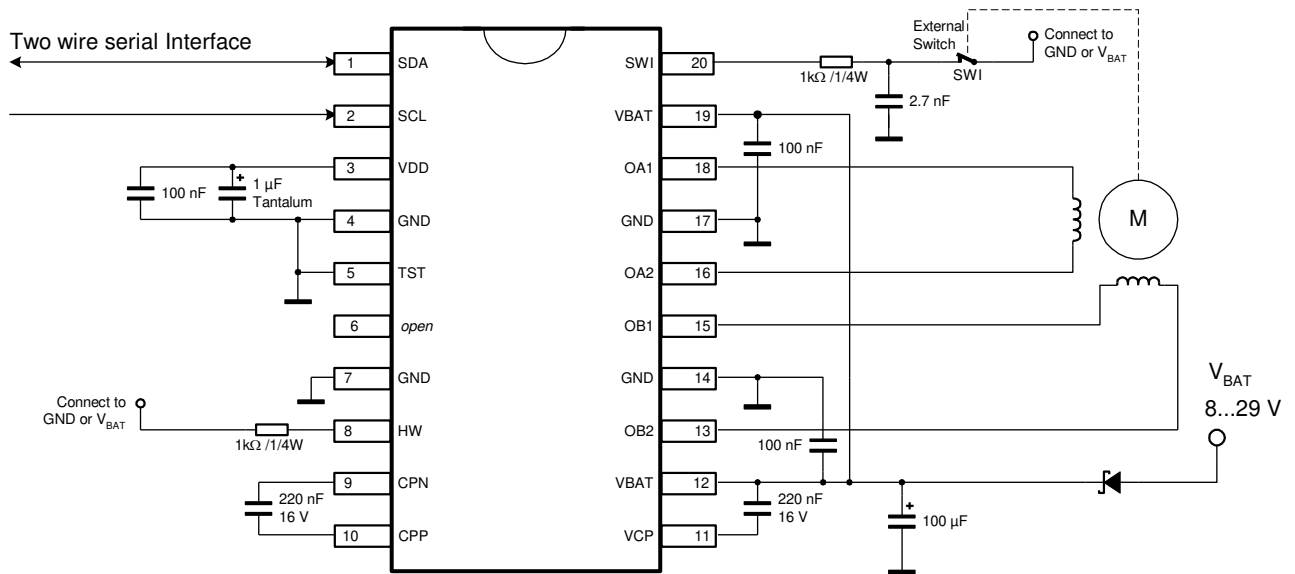 Two wire serial Interface
1 SDA
2 SCL
3 VDD
4 GND
5 TST
6 open
7 GND
8 HW
9 CPN
10 CPP
100 nF
1 µF
Tantalum
Connect to
GND or VBAT
1kΩ /1/4W
220 nF
16 V
SWI 20
VBAT 19
OA1 18
GND 17
OA2 16
OB1 15
GND 14
OB2 13
VBAT 12
VCP 11
1kΩ /1/4W
External
Switch
SWI
Connect to
GND or VBAT
2.7 nF
100 nF
M
100 nF
220 nF
16 V
100 µF
VBAT
8...29 V